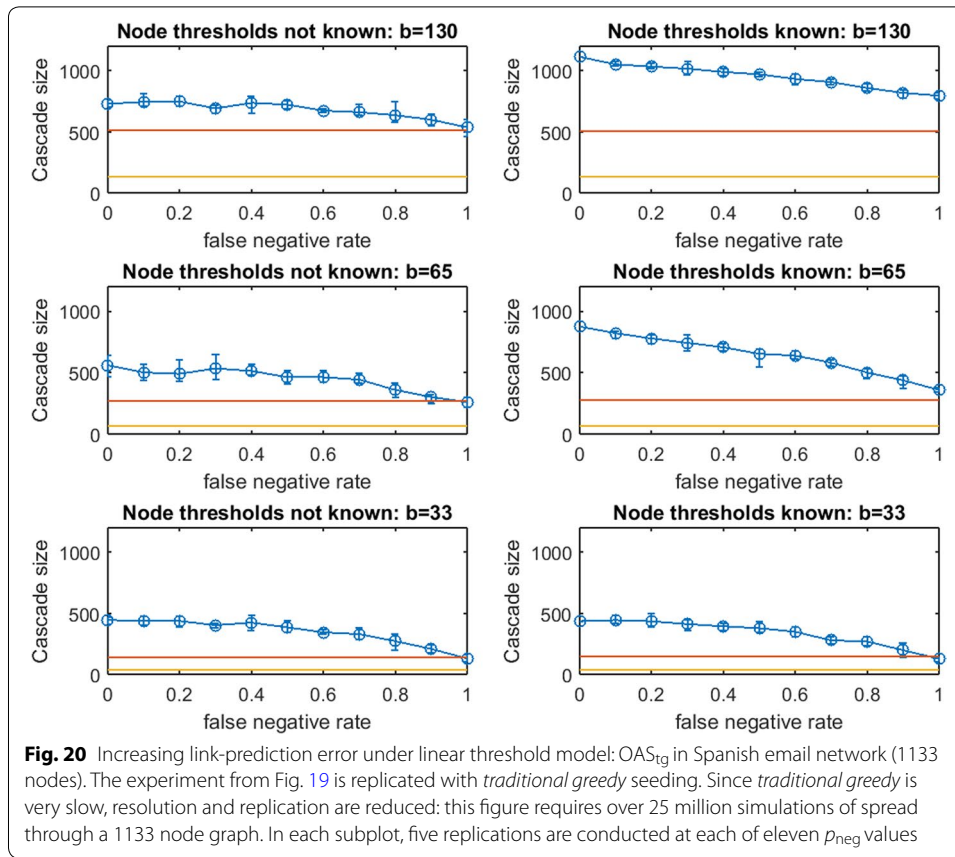 Node thresholds not known: b=130
Cascade size
1000
500
0
0 0.2 0.4 0.6 0.8 1
false negative rate
Node thresholds known: b=130
Cascade size
1000
500
0
0 0.2 0.4 0.6 0.8 1
false negative rate
Node thresholds not known: b=65
Cascade size
1000
500
0
0 0.2 0.4 0.6 0.8 1
false negative rate
Node thresholds known: b=65
Cascade size
1000
500
0
0 0.2 0.4 0.6 0.8 1
false negative rate
Node thresholds not known: b=33
Cascade size
1000
500
0
0 0.2 0.4 0.6 0.8 1
false negative rate
Node thresholds known: b=33
Cascade size
1000
500
0
0 0.2 0.4 0.6 0.8 1
false negative rate
Fig. 20 Increasing link-prediction error under linear threshold model: OAStg in Spanish email network (1133
nodes). The experiment from Fig. 19 is replicated with traditional greedy seeding. Since traditional greedy is
very slow, resolution and replication are reduced: this figure requires over 25 million simulations of spread
through a 1133 node graph. In each subplot, five replications are conducted at each of eleven pneg values